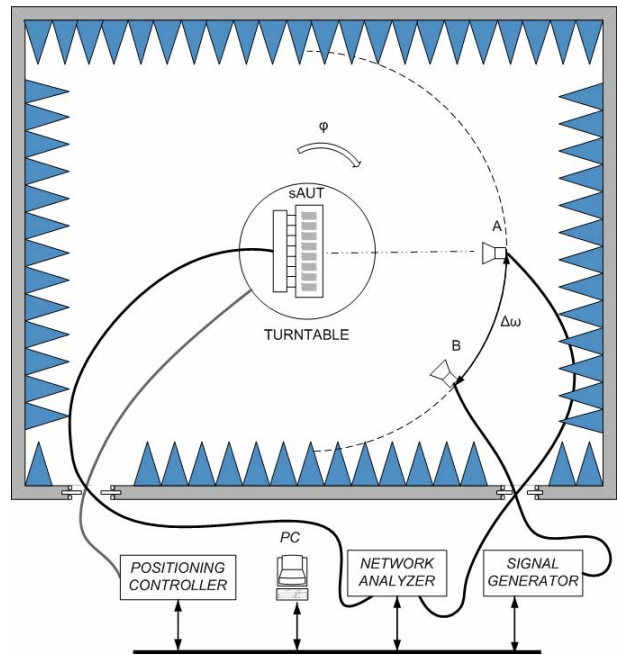 φ
sAUT
A
TURNTABLE
Δω
B
PC
POSITIONING
CONTROLLER
NETWORK
ANALYZER
SIGNAL
GENERATOR